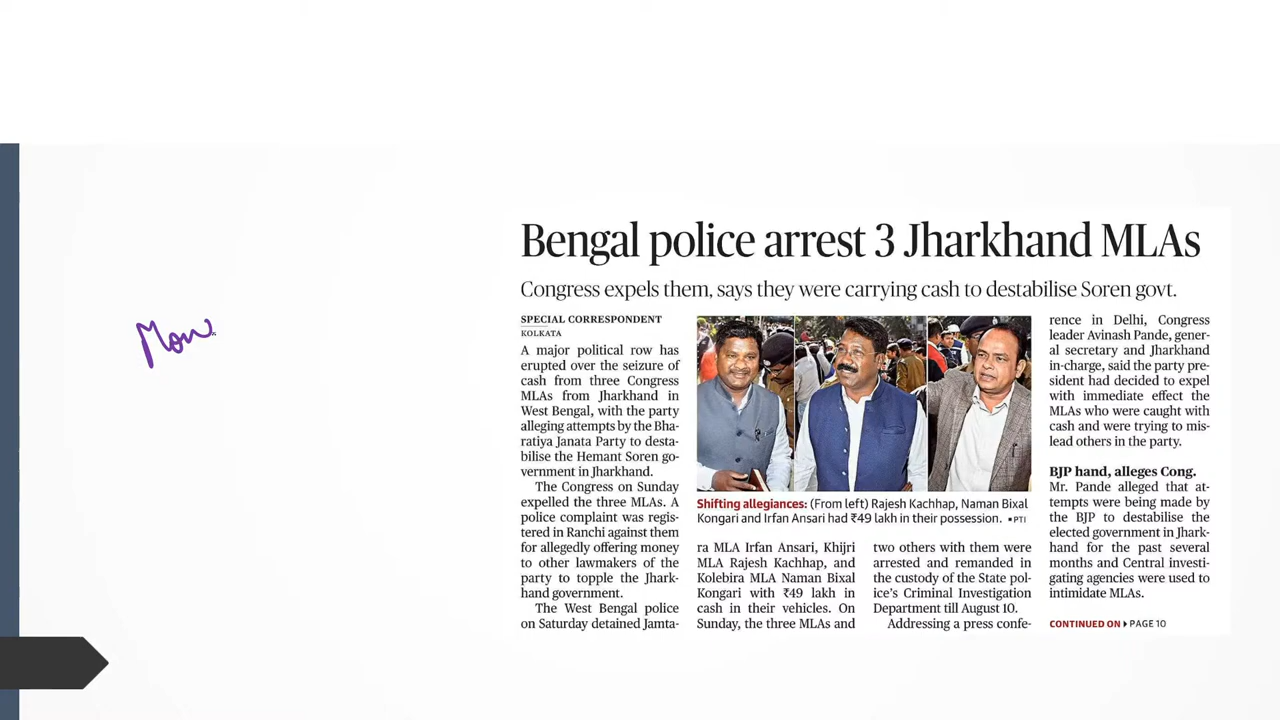 Bengal police arrest 3 Jharkhand MLAs
Congress expels them, says they were carrying cash to destabilise Soren govt.
Mon
SPECIAL CORRESPONDENT
KOLKATA
A major political row has
erupted over the seizure of
cash from three Congress
MLAs from Jharkhand in
West Bengal, with the party
alleging attempts by the Bha-
ratiya Janata Party to desta-
bilise the Hemant Soren go-
vernment in Jharkhand.
The Congress on Sunday
expelled the three MLAs. A
police complaint was regis-
tered in Ranchi against them
for allegedly offering money
to other lawmakers of the
party to topple the Jhark-
hand government.
The West Bengal police
on Saturday detained Jamta-
Shifting allegiances: (From left) Rajesh Kachhap, Naman Bixal
Kongari and Irfan Ansari had ₹49 lakh in their possession. ▪PTI
ra MLA Irfan Ansari, Khijri
MLA Rajesh Kachhap, and
Kolebira MLA Naman Bixal
Kongari with ₹49 lakh in
cash in their vehicles. On
Sunday, the three MLAs and
two others with them were
arrested and remanded in
the custody of the State pol-
ice's Criminal Investigation
Department till August 10.
Addressing a press confe-
rence in Delhi, Congress
leader Avinash Pande, gener-
al secretary and Jharkhand
in-charge, said the party pre-
sident had decided to expel
with immediate effect the
MLAs who were caught with
cash and were trying to mis-
lead others in the party.
BJP hand, alleges Cong.
Mr. Pande alleged that at-
tempts were being made by
the BJP to destabilise the
elected government in Jhark-
hand for the past several
months and Central investi-
gating agencies were used to
intimidate MLAs.
CONTINUED ON ▸ PAGE 10